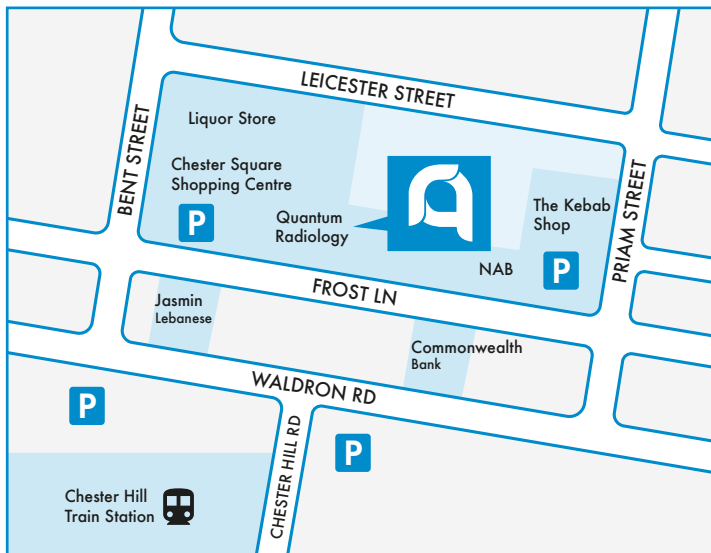 LEICESTER STREET
BENT STREET
Liquor Store
Chester Square
Shopping Centre
P
Quantum
Radiology
The Kebab
Shop
PRIAM STREET
NAB
P
FROST LN
Jasmin
Lebanese
Commonwealth
Bank
WALDRON RD
P
CHESTER HILL RD
P
Chester Hill
Train Station